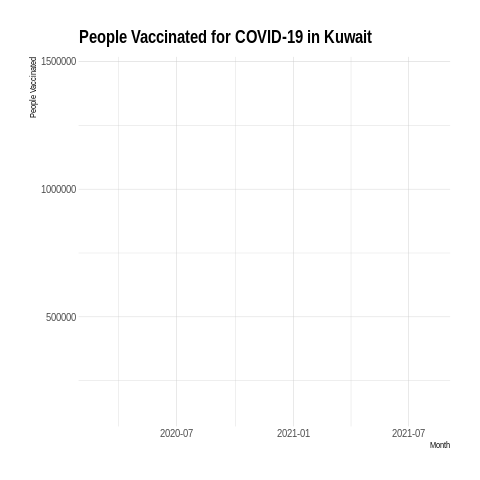 People Vaccinated for COVID-19 in Kuwait
People Vaccinated
1500000
1000000
500000
2020-07 2021-01 2021-07
Month